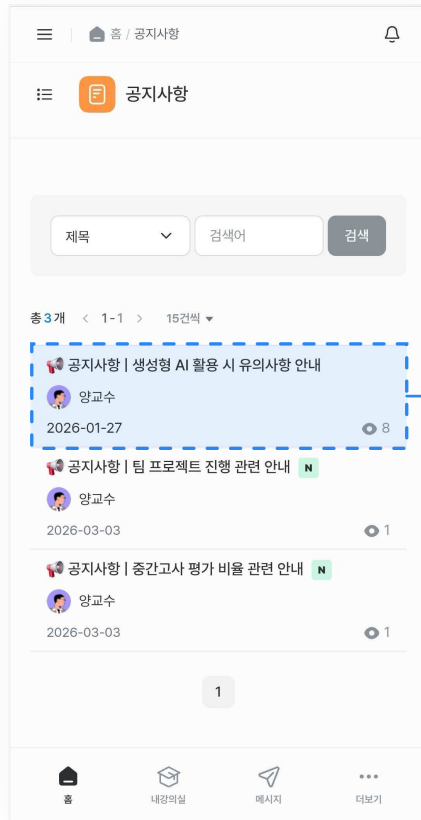 홈 / 공지사항
공지사항
제목 검색어 검색
총3개 < 1-1 > 15건씩 ▼
공지사항 | 생성형 AI 활용 시 유의사항 안내
양교수
2026-01-27 8
공지사항 | 팀 프로젝트 진행 관련 안내 N
양교수
2026-03-03 1
공지사항 | 중간고사 평가 비율 관련 안내 N
양교수
2026-03-03 1
1
홈 내강의실 메시지 더보기